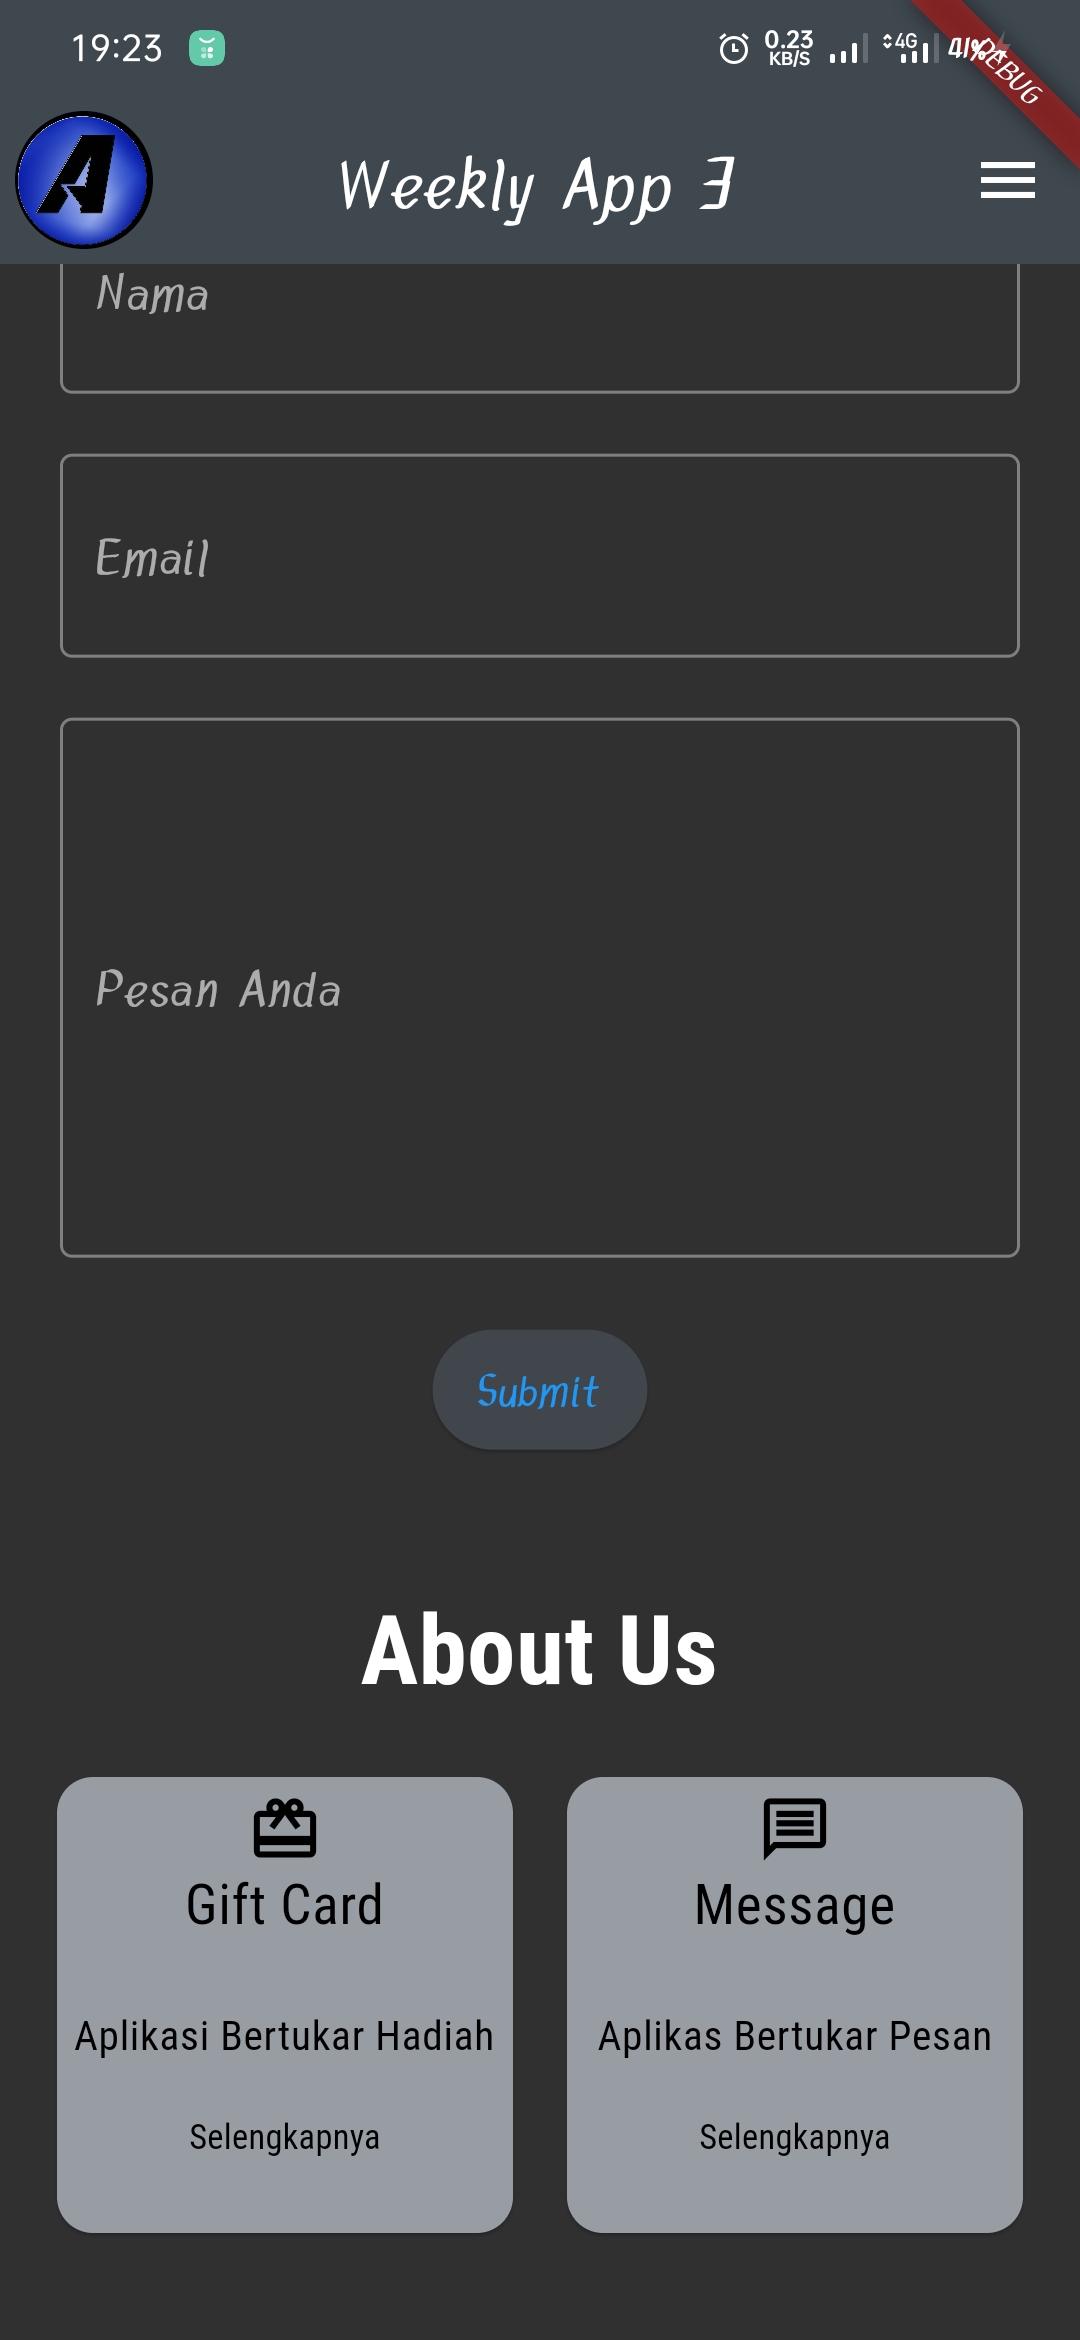 19:23
0.23
KB/S
4G
41%
DEBUG
A
Weekly App 3
Nama
Email
Pesan Anda
Submit
About Us
Gift Card
Message
Aplikasi Bertukar Hadiah
Aplikas Bertukar Pesan
Selengkapnya
Selengkapnya